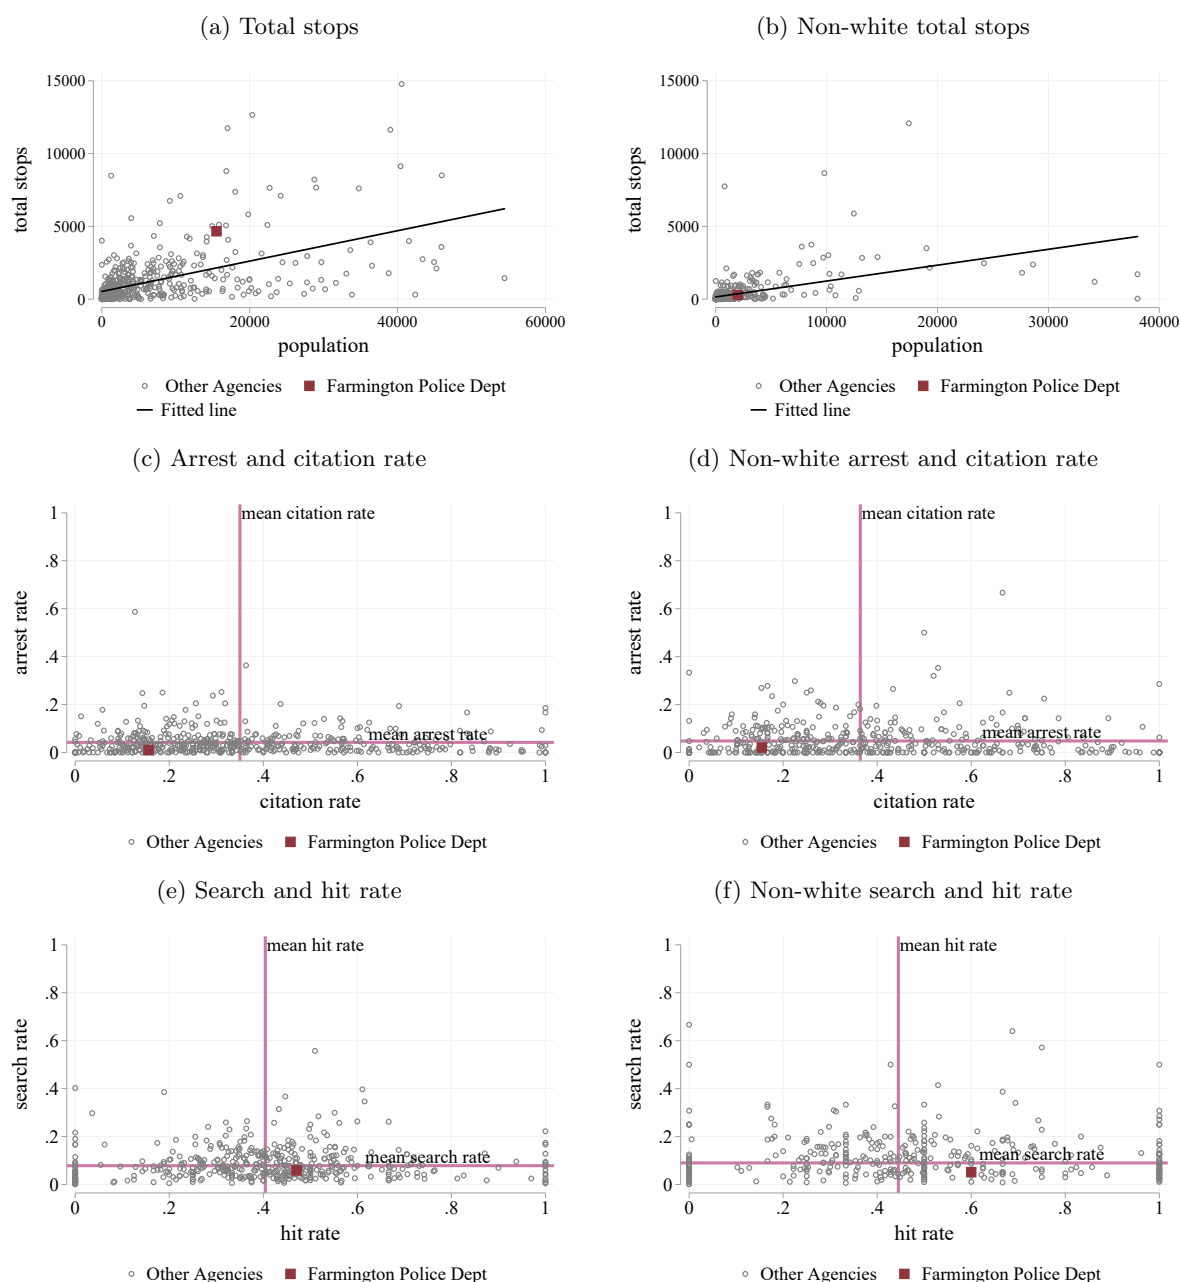 (a) Total stops
15000
10000
5000
0
total stops
0 20000 40000 60000
population
Other Agencies Farmington Police Dept
Fitted line
(b) Non-white total stops
15000
10000
5000
0
total stops
0 10000 20000 30000 40000
population
Other Agencies Farmington Police Dept
Fitted line
(c) Arrest and citation rate
mean citation rate
1
.8
.6
.4
.2
0
arrest rate
mean arrest rate
0 .2 .4 .6 .8 1
citation rate
Other Agencies Farmington Police Dept
(d) Non-white arrest and citation rate
mean citation rate
1
.8
.6
.4
.2
0
arrest rate
mean arrest rate
0 .2 .4 .6 .8 1
citation rate
Other Agencies Farmington Police Dept
(e) Search and hit rate
mean hit rate
1
.8
.6
.4
.2
0
search rate
mean search rate
0 .2 .4 .6 .8 1
hit rate
Other Agencies Farmington Police Dept
(f) Non-white search and hit rate
mean hit rate
1
.8
.6
.4
.2
0
search rate
mean search rate
0 .2 .4 .6 .8 1
hit rate
Other Agencies Farmington Police Dept